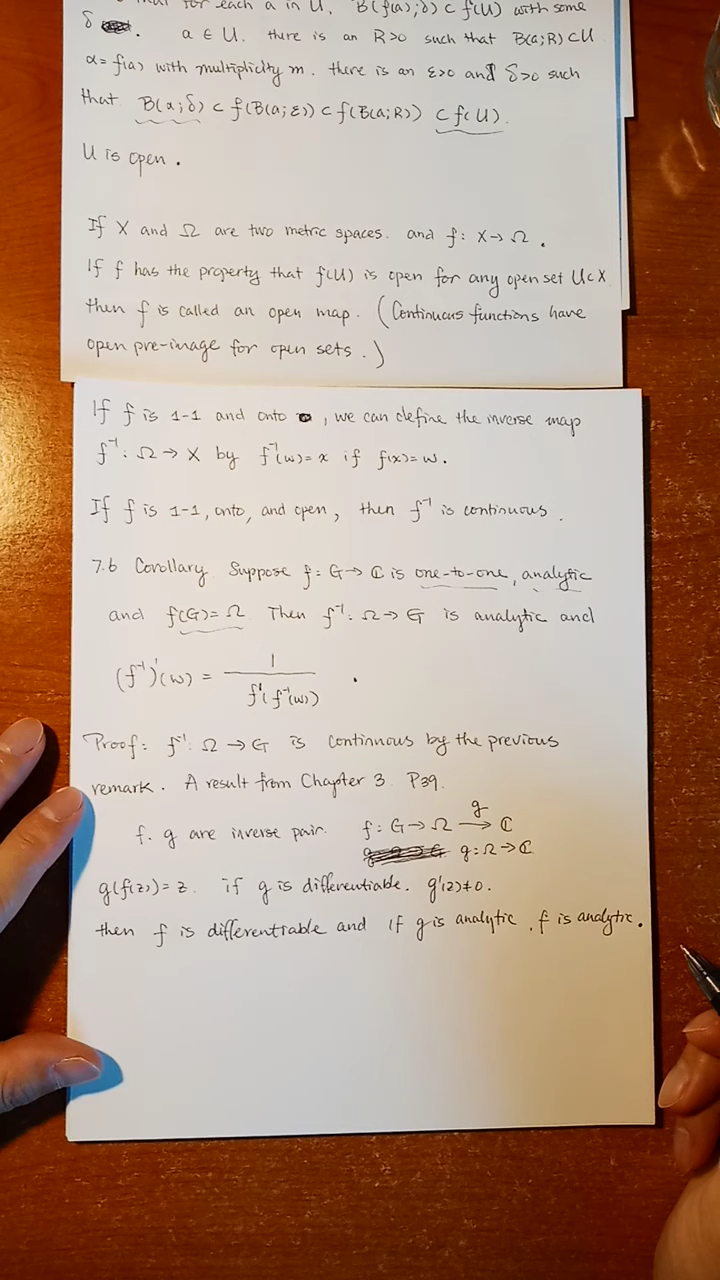 that for each a in U, B(f(a);δ) ⊂ f(U) with some
δ a ∈ U. there is an R>0 such that B(a;R) ⊂ U
α = f(a) with multiplicity m. there is an ε>0 and δ>0 such
that B(α;δ) ⊂ f(B(a;ε)) ⊂ f(B(a;R)) ⊂ f(U).
U is open.
If X and Ω are two metric spaces. and f: X→Ω.
If f has the property that f(U) is open for any open set U⊂X
then f is called an open map. (Continuous functions have
open pre-image for open sets.)
If f is 1-1 and onto , we can define the inverse map
f⁻¹: Ω → X by f⁻¹(w)=x if f(x)=w.
If f is 1-1, onto, and open, then f⁻¹ is continuous.
7.6 Corollary. Suppose f: G→ ℂ is one-to-one, analytic
and f(G)=Ω Then f⁻¹: Ω→G is analytic and
(f⁻¹)'(w) = 1 / f'(f⁻¹(w)) .
Proof: f⁻¹: Ω → G is continuous by the previous
remark. A result from Chapter 3 P39.
f. g are inverse pair. f: G→Ω —g→ ℂ
g: Ω→ℂ
g(f(z))=z. if g is differentiable. g'(z)≠0.
then f is differentiable and if g is analytic, f is analytic.